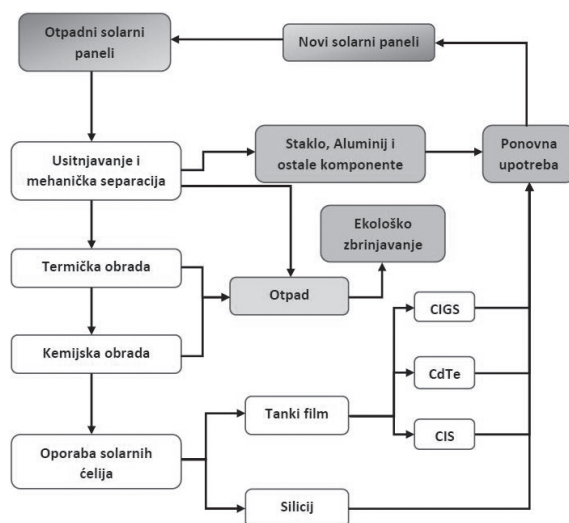 Otpadni solarni
paneli
Novi solarni paneli
Usitnjavanje i
mehanička separacija
Staklo, Aluminij i
ostale komponente
Ponovna
upotreba
Ekološko
zbrinjavanje
Termička obrada
Otpad
CIGS
Kemijska obrada
CdTe
Tanki film
CIS
Oporaba solarnih
ćelija
Silicij